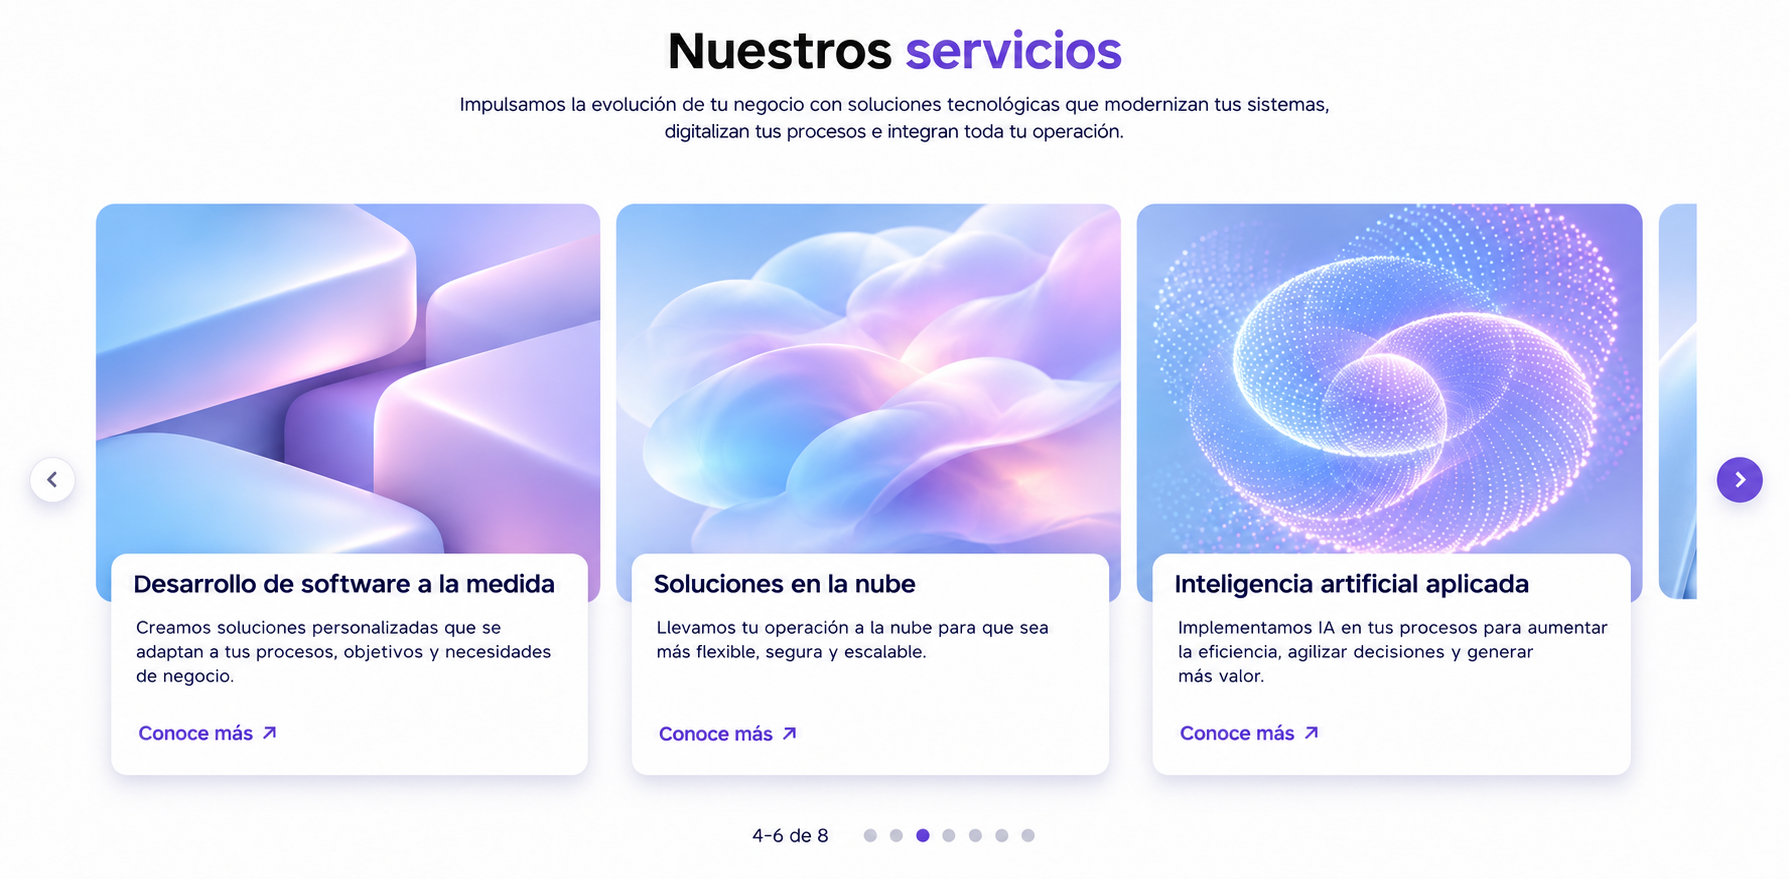 Nuestros servicios
Impulsamos la evolución de tu negocio con soluciones tecnológicas que modernizan tus sistemas,
digitalizan tus procesos e integran toda tu operación.
Desarrollo de software a la medida
Creamos soluciones personalizadas que se
adaptan a tus procesos, objetivos y necesidades
de negocio.
Conoce más
Soluciones en la nube
Llevamos tu operación a la nube para que sea
más flexible, segura y escalable.
Conoce más
Inteligencia artificial aplicada
Implementamos IA en tus procesos para aumentar
la eficiencia, agilizar decisiones y generar
más valor.
Conoce más
4-6 de 8